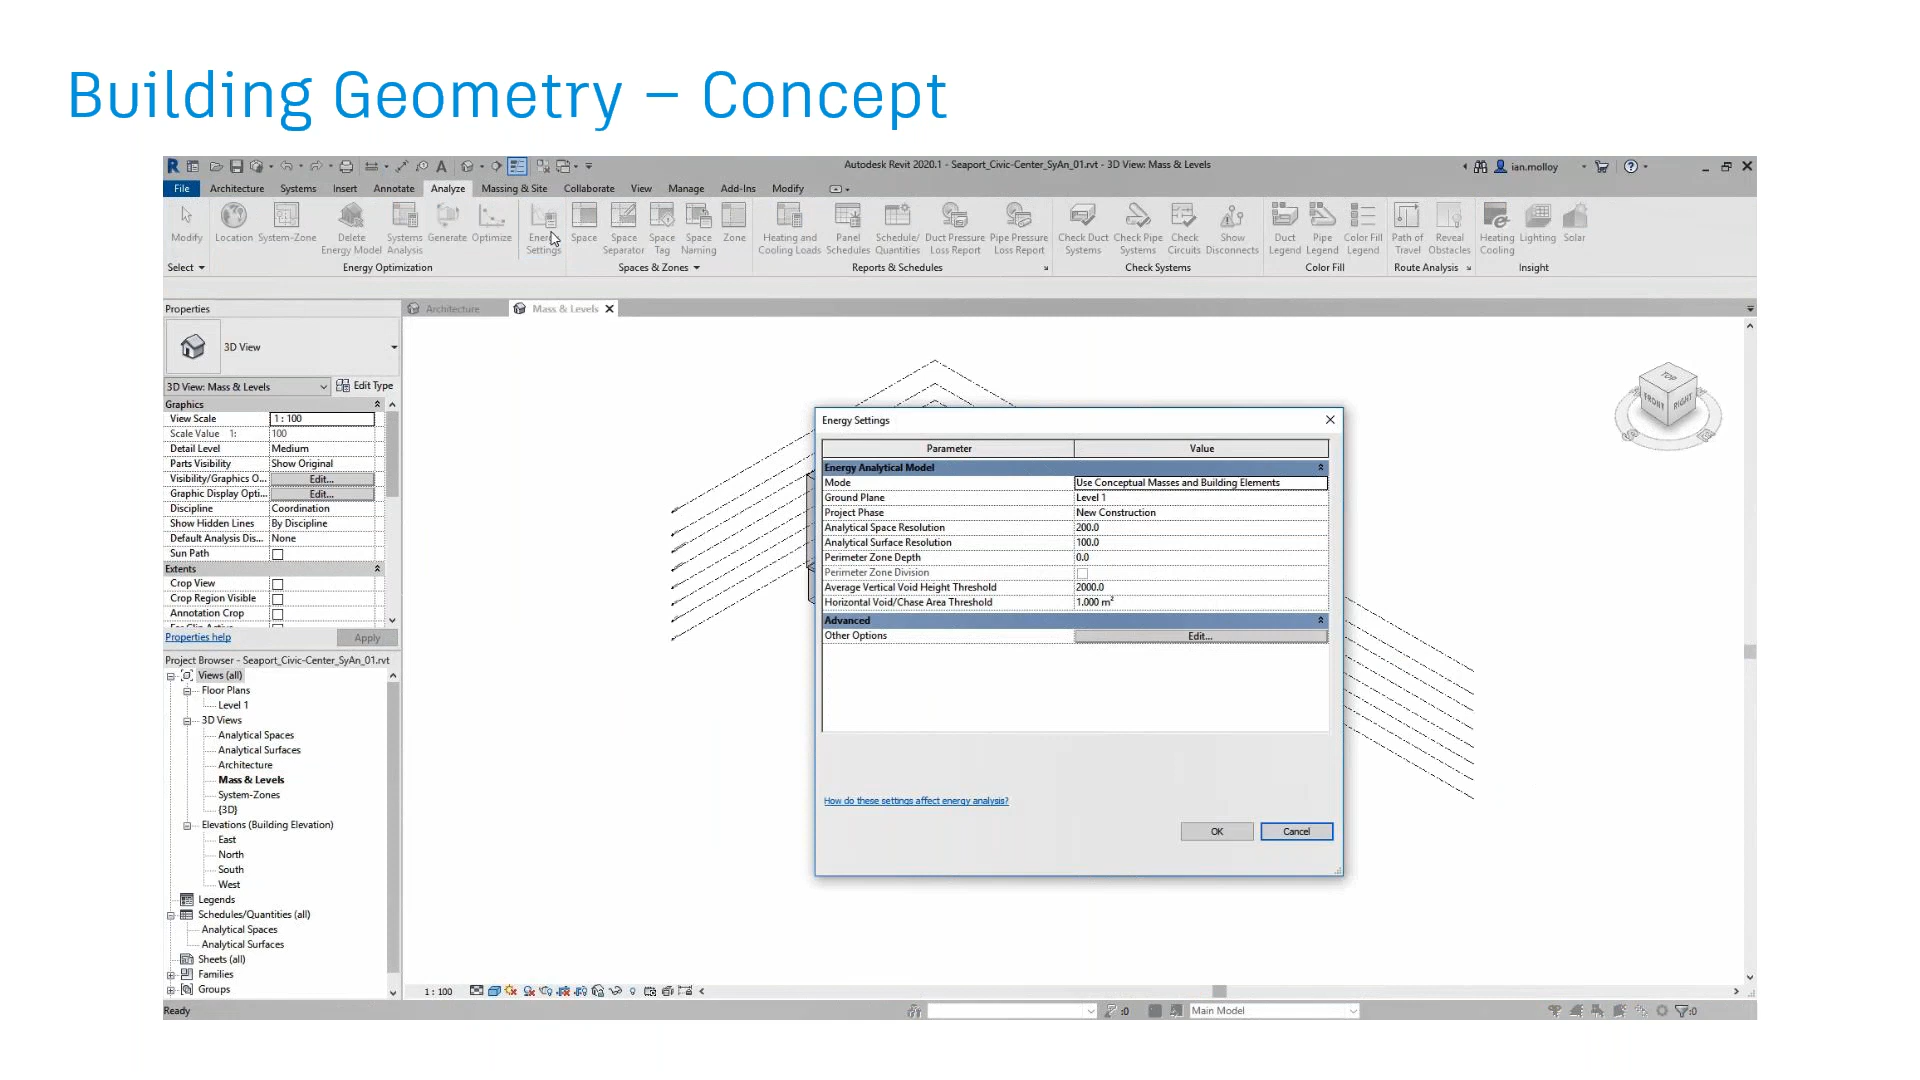 Building Geometry – Concept
Autodesk Revit 2020.1 - Seaport_Civic-Center_SyAn_01.rvt - 3D View: Mass & Levels
ian.molloy
File Architecture Systems Insert Annotate Analyze Massing & Site Collaborate View Manage Add-Ins Modify
Modify Location System-Zone Delete Energy Model Systems Analysis Generate Optimize Energy Settings Space Space Separator Space Tag Space Naming Zone Heating and Cooling Loads Panel Schedules Schedule/ Quantities Duct Pressure Loss Report Pipe Pressure Loss Report Check Duct Systems Check Pipe Systems Check Circuits Show Disconnects Duct Legend Pipe Legend Color Fill Legend Path of Travel Reveal Obstacles Heating Cooling Lighting Solar
Select Energy Optimization Spaces & Zones Reports & Schedules Check Systems Color Fill Route Analysis Insight
Properties
Architecture Mass & Levels
3D View
3D View: Mass & Levels Edit Type
Graphics
View Scale 1 : 100
Scale Value 1: 100
Detail Level Medium
Parts Visibility Show Original
Visibility/Graphics O... Edit...
Graphic Display Opti... Edit...
Discipline Coordination
Show Hidden Lines By Discipline
Default Analysis Dis... None
Sun Path
Extents
Crop View
Crop Region Visible
Annotation Crop
Properties help Apply
Project Browser - Seaport_Civic-Center_SyAn_01.rvt
Views (all)
Floor Plans
Level 1
3D Views
Analytical Spaces
Analytical Surfaces
Architecture
Mass & Levels
System-Zones
{3D}
Elevations (Building Elevation)
East
North
South
West
Legends
Schedules/Quantities (all)
Analytical Spaces
Analytical Surfaces
Sheets (all)
Families
Groups
TOP
FRONT RIGHT
Energy Settings
Parameter Value
Energy Analytical Model
Mode Use Conceptual Masses and Building Elements
Ground Plane Level 1
Project Phase New Construction
Analytical Space Resolution 200.0
Analytical Surface Resolution 100.0
Perimeter Zone Depth 0.0
Perimeter Zone Division
Average Vertical Void Height Threshold 2000.0
Horizontal Void/Chase Area Threshold 1.000 m²
Advanced
Other Options Edit...
How do these settings affect energy analysis?
OK Cancel
1 : 100
Ready :0 Main Model :0